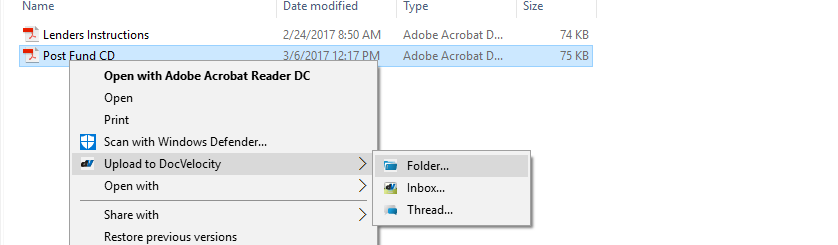 Name Date modified Type Size
Lenders Instructions 2/24/2017 8:50 AM Adobe Acrobat D... 74 KB
Post Fund CD 3/6/2017 12:17 PM Adobe Acrobat D... 75 KB
Open with Adobe Acrobat Reader DC
Open
Print
Scan with Windows Defender...
Upload to DocVelocity
Folder...
Open with
Inbox...
Thread...
Share with
Restore previous versions